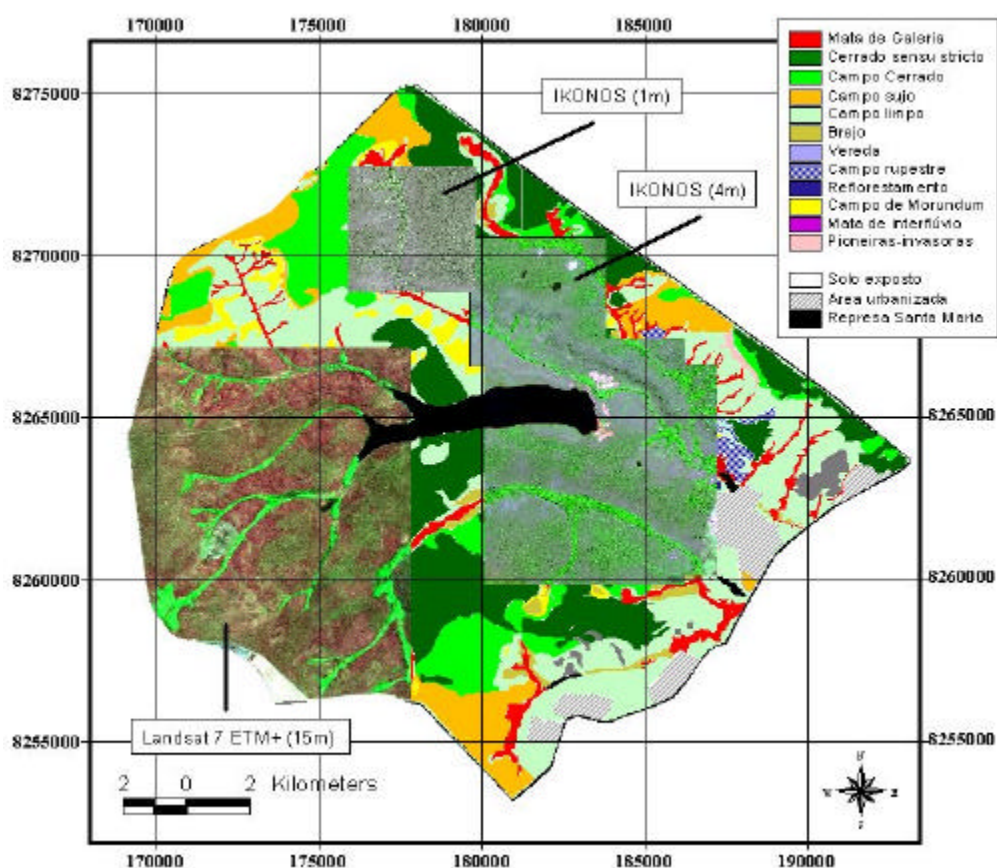 170000 175000 180000 185000
Mata de Galeria
Cerrado sensu stricto
Campo Cerrado
Campo sujo
Campo limpo
Brejo
Vereda
Campo rupestre
Reflorestamento
Campo de Morundum
Mata de interflúvio
Pioneiras-invasoras
Solo exposto
Area urbanizada
Represa Santa Maria
8275000
IKONOS (1m)
IKONOS (4m)
8270000
8265000 8265000
8260000 8260000
8255000 8255000
Landsat 7 ETM+ (15m)
2 0 2 Kilometers
170000 175000 180000 185000 190000